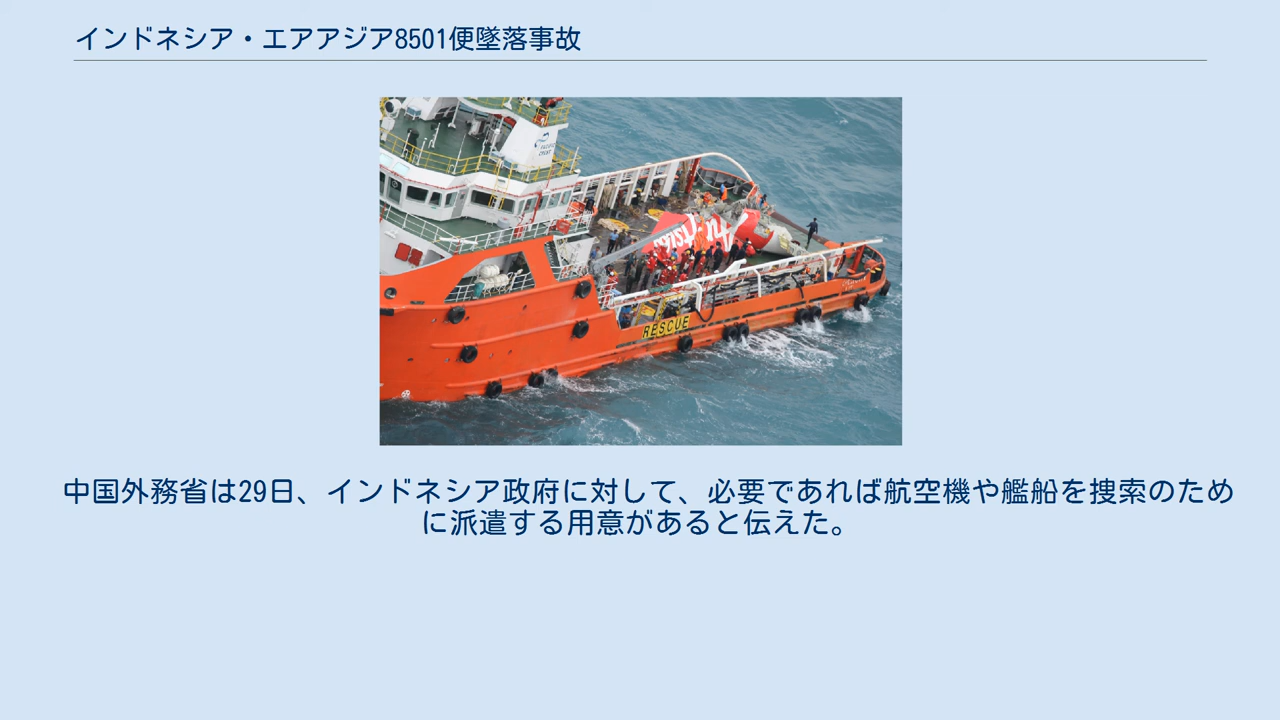 インドネシア・エアアジア8501便墜落事故
RESCUE
中国外務省は29日、インドネシア政府に対して、必要であれば航空機や艦船を捜索のため
に派遣する用意があると伝えた。